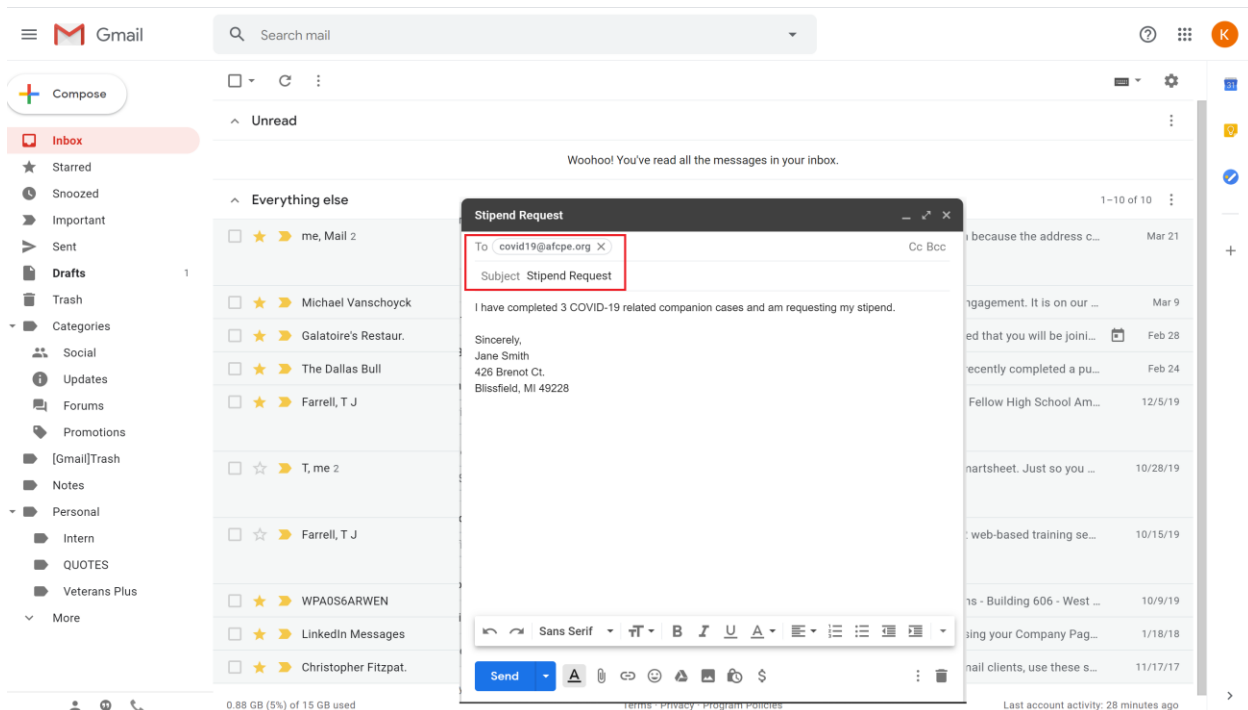 Gmail
Search mail
K
Compose
Inbox
Starred
Snoozed
Important
Sent
Drafts 1
Trash
Categories
Social
Updates
Forums
Promotions
[Gmail]Trash
Notes
Personal
Intern
QUOTES
Veterans Plus
More
Unread
Woohoo! You've read all the messages in your inbox.
Everything else 1–10 of 10
me, Mail 2 because the address c... Mar 21
Michael Vanschoyck ngagement. It is on our ... Mar 9
Galatoire's Restaur. ed that you will be joini... Feb 28
The Dallas Bull recently completed a pu... Feb 24
Farrell, T J Fellow High School Am... 12/5/19
T, me 2 martsheet. Just so you ... 10/28/19
Farrell, T J web-based training se... 10/15/19
WPA0S6ARWEN ns - Building 606 - West ... 10/9/19
LinkedIn Messages sing your Company Pag... 1/18/18
Christopher Fitzpat. nail clients, use these s... 11/17/17
Stipend Request
To covid19@afcpe.org Cc Bcc
Subject Stipend Request
I have completed 3 COVID-19 related companion cases and am requesting my stipend.
Sincerely,
Jane Smith
426 Brenot Ct.
Blissfield, MI 49228
Sans Serif
Send
0.88 GB (5%) of 15 GB used
Terms · Privacy · Program Policies
Last account activity: 28 minutes ago
31